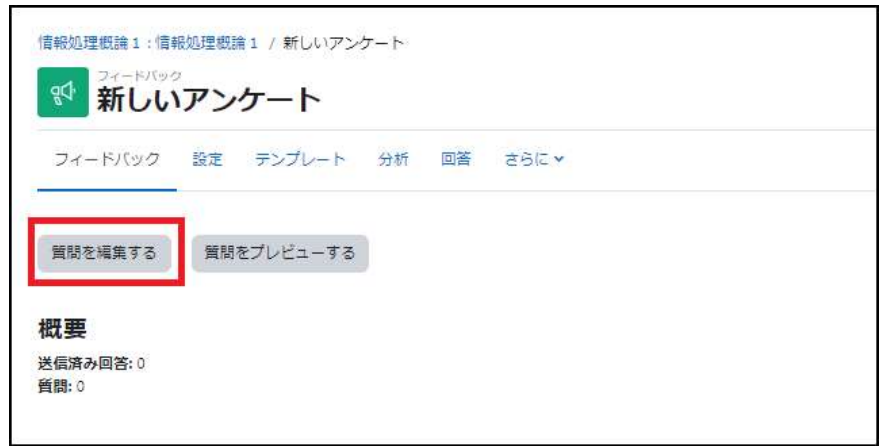 情報処理概論１:情報処理概論１ / 新しいアンケート
フィードバック
新しいアンケート
フィードバック 設定 テンプレート 分析 回答 さらに
質問を編集する 質問をプレビューする
概要
送信済み回答: 0
質問: 0